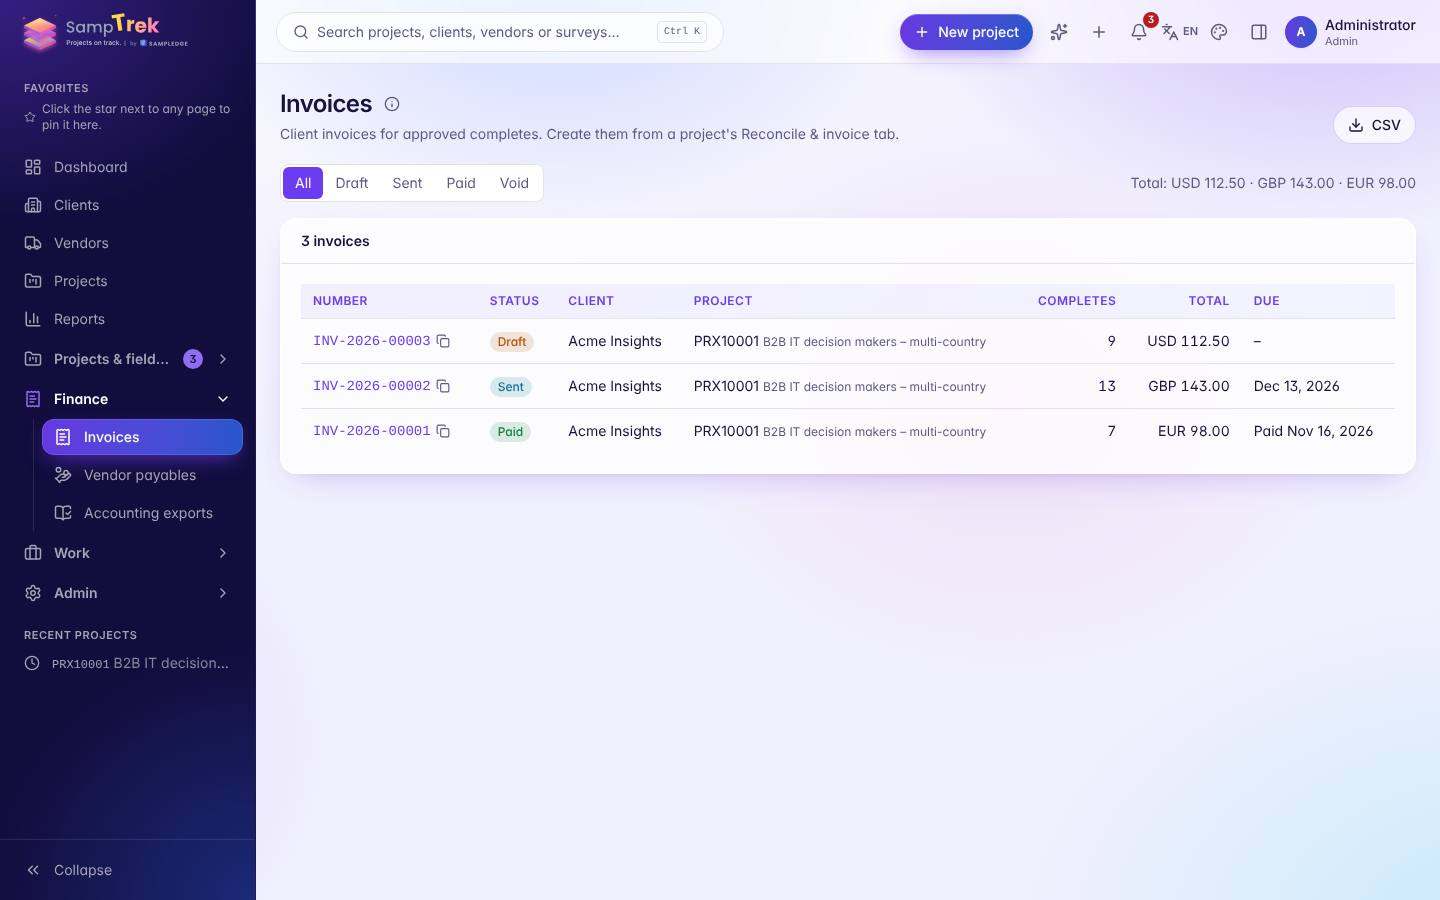 SampTrek
Projects on track. | by SAMPLEDGE
Search projects, clients, vendors or surveys...
Ctrl K
New project
3
EN
A
Administrator
Admin
FAVORITES
Click the star next to any page to
pin it here.
Dashboard
Clients
Vendors
Projects
Reports
Projects & field...
3
Finance
Invoices
Vendor payables
Accounting exports
Work
Admin
RECENT PROJECTS
PRX10001 B2B IT decision...
Collapse
Invoices
Client invoices for approved completes. Create them from a project's Reconcile & invoice tab.
CSV
All Draft Sent Paid Void
Total: USD 112.50 · GBP 143.00 · EUR 98.00
3 invoices
NUMBER STATUS CLIENT PROJECT COMPLETES TOTAL DUE
INV-2026-00003 Draft Acme Insights PRX10001 B2B IT decision makers – multi-country 9 USD 112.50 –
INV-2026-00002 Sent Acme Insights PRX10001 B2B IT decision makers – multi-country 13 GBP 143.00 Dec 13, 2026
INV-2026-00001 Paid Acme Insights PRX10001 B2B IT decision makers – multi-country 7 EUR 98.00 Paid Nov 16, 2026